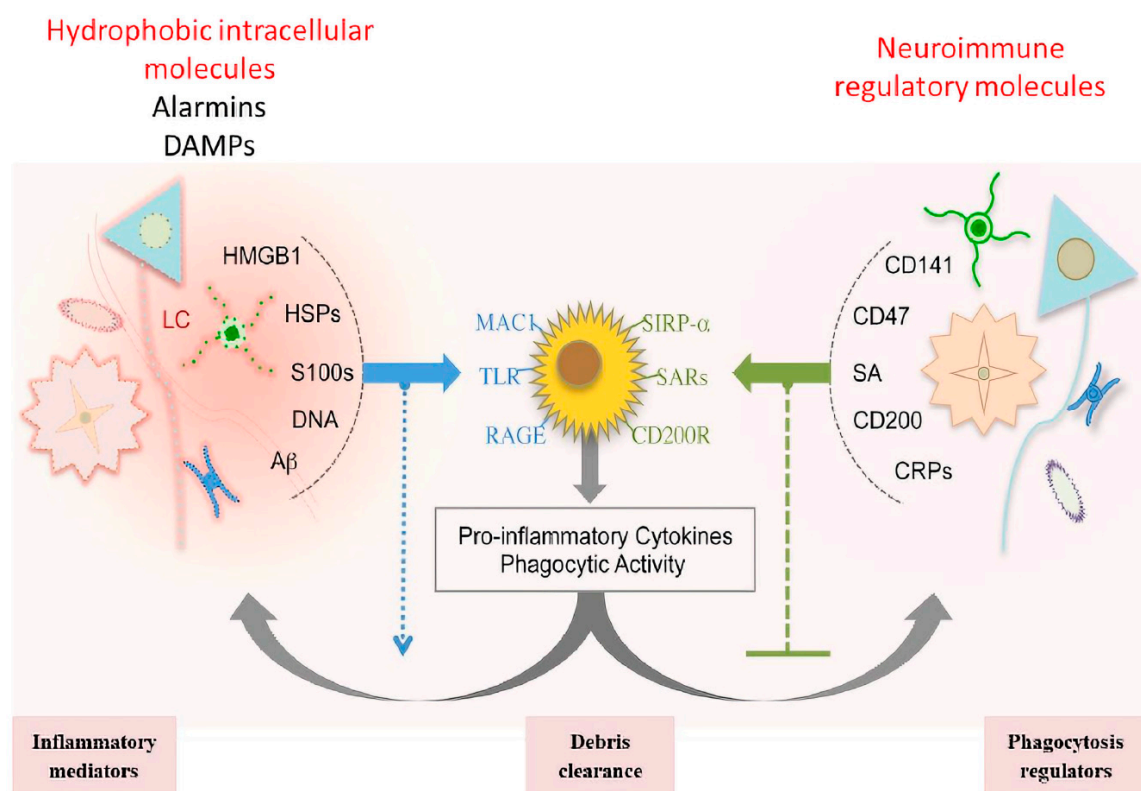 Hydrophobic intracellular
molecules
Alarmins
DAMPs
Neuroimmune
regulatory molecules
HMGB1
LC
HSPs
S100s
DNA
Aβ
MAC1
TLR
RAGE
SIRP-α
SARs
CD200R
CD141
CD47
SA
CD200
CRPs
Pro-inflammatory Cytokines
Phagocytic Activity
Inflammatory
mediators
Debris
clearance
Phagocytosis
regulators